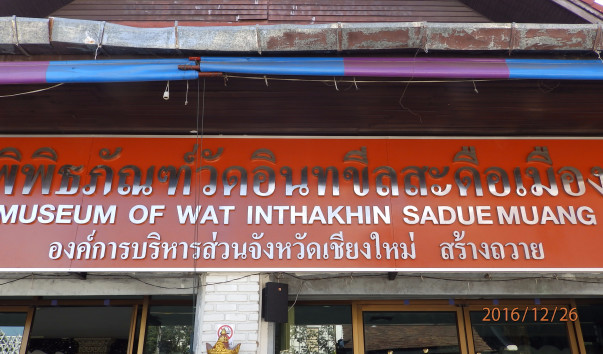 พิพิธภัณฑ์วัดอินทขีลสะดือเมือง
MUSEUM OF WAT INTHAKHIN SADUE MUANG
องค์การบริหารส่วนจังหวัดเชียงใหม่ สร้างถวาย
2016/12/26